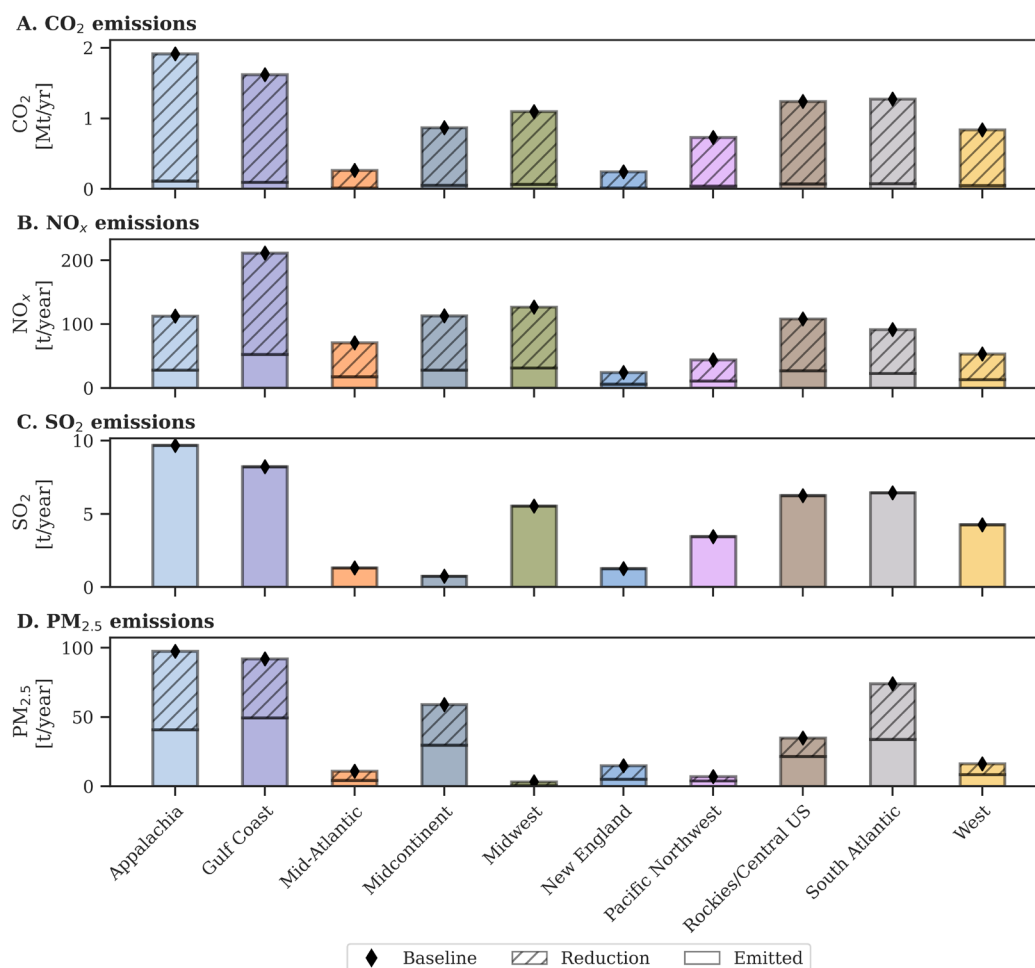 A. CO₂ emissions
CO₂
[Mt/yr]
2
1
0
B. NOₓ emissions
NOₓ
[t/year]
200
100
0
C. SO₂ emissions
SO₂
[t/year]
10
5
0
D. PM₂.₅ emissions
PM₂.₅
[t/year]
100
50
0
Appalachia
Gulf Coast
Mid-Atlantic
Midcontinent
Midwest
New England
Pacific Northwest
Rockies/Central US
South Atlantic
West
Baseline
Reduction
Emitted